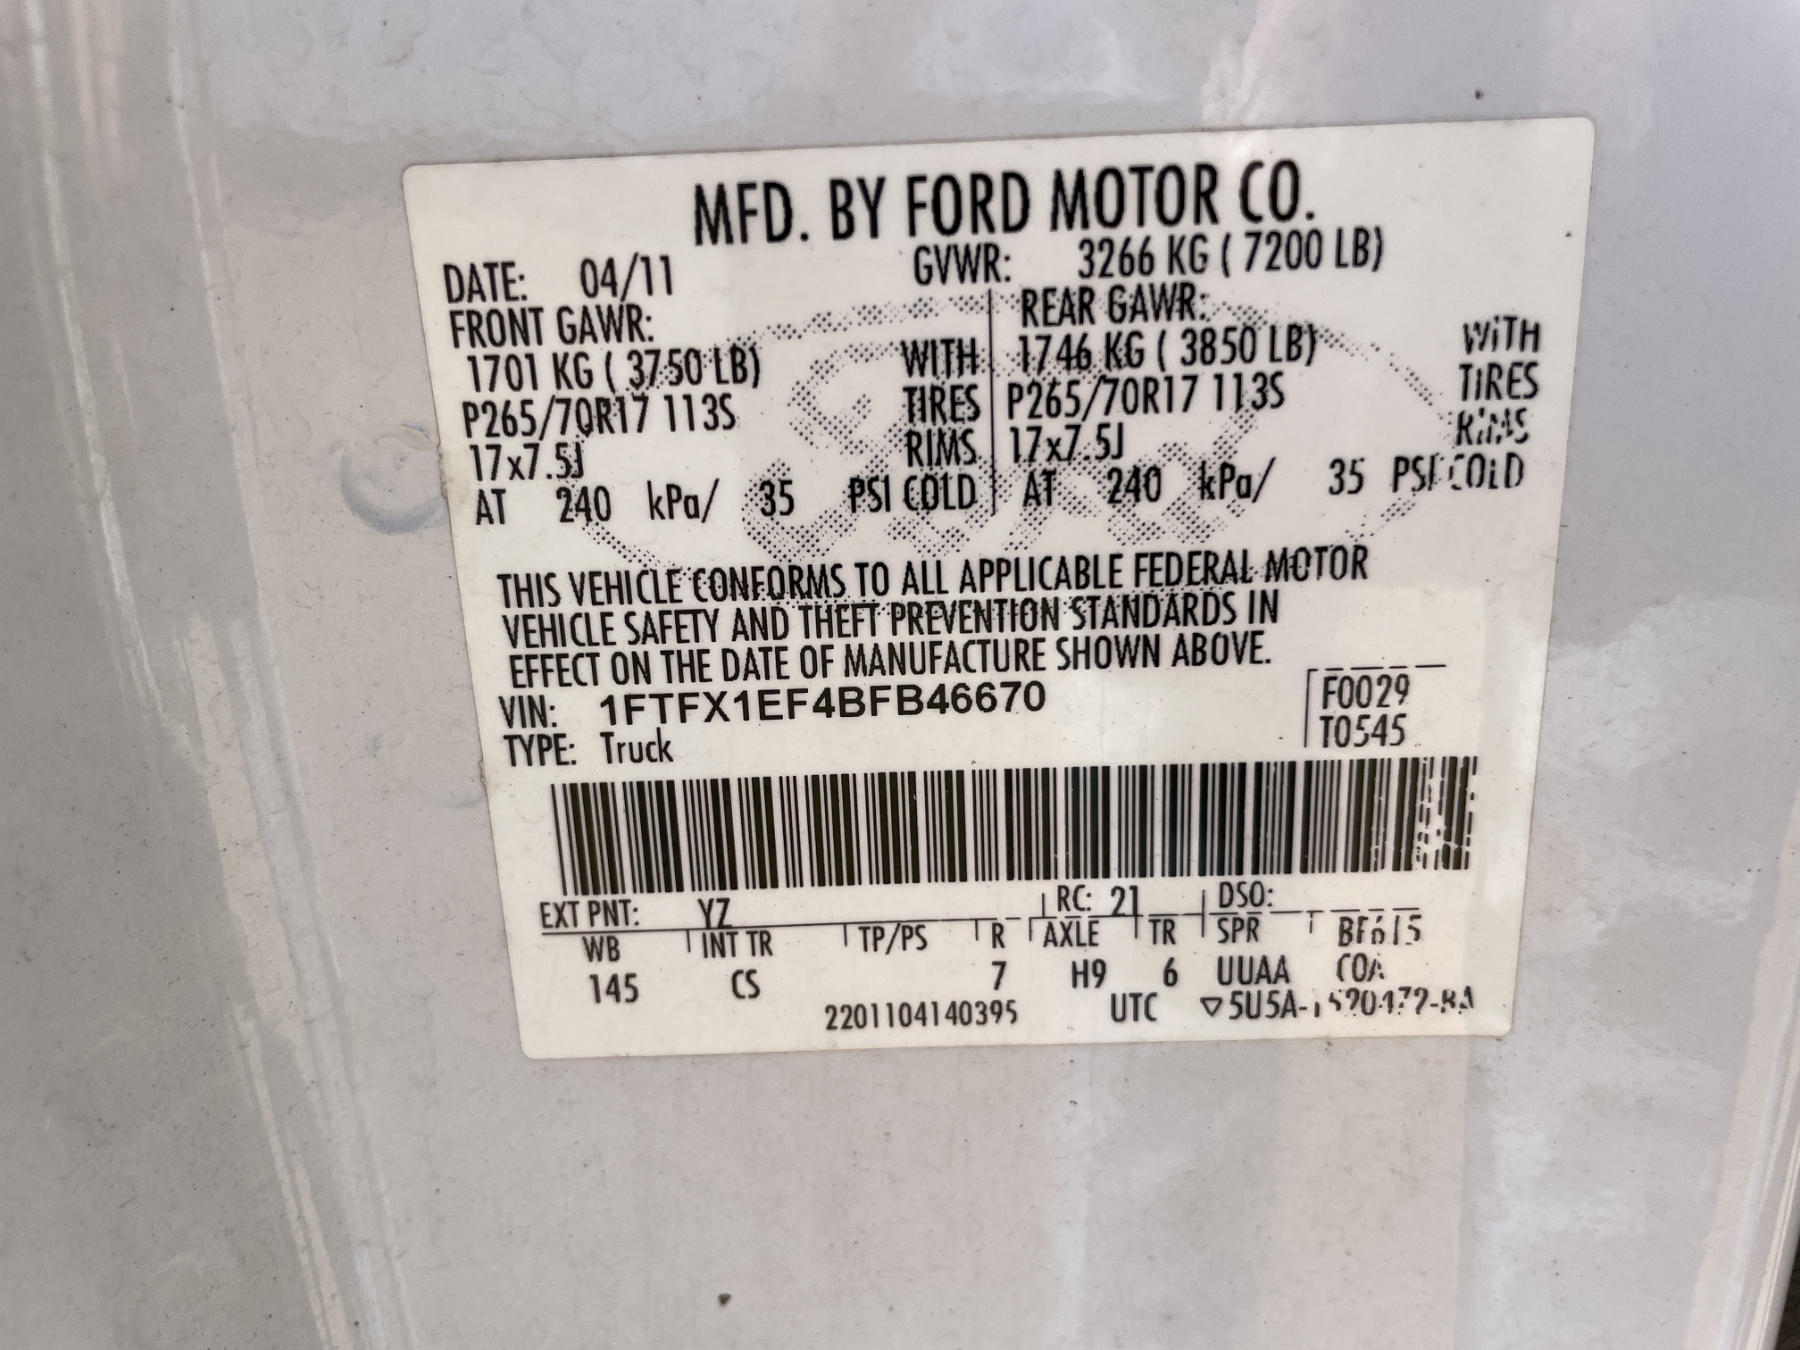 MFD. BY FORD MOTOR CO.
DATE: 04/11 GVWR: 3266 KG ( 7200 LB)
FRONT GAWR: REAR GAWR:
1701 KG ( 3750 LB) WITH 1746 KG ( 3850 LB) WITH
P265/70R17 113S TIRES P265/70R17 113S TIRES
17x7.5J RIMS 17x7.5J RIMS
AT 240 kPa/ 35 PSI COLD AT 240 kPa/ 35 PSI COLD
THIS VEHICLE CONFORMS TO ALL APPLICABLE FEDERAL MOTOR
VEHICLE SAFETY AND THEFT PREVENTION STANDARDS IN
EFFECT ON THE DATE OF MANUFACTURE SHOWN ABOVE.
VIN: 1FTFX1EF4BFB46670 F0029
TYPE: Truck T0545
EXT PNT: YZ RC: 21 DSO:
WB INT TR TP/PS R AXLE TR SPR
145 CS 7 H9 6 UUAA
2201104140395 UTC